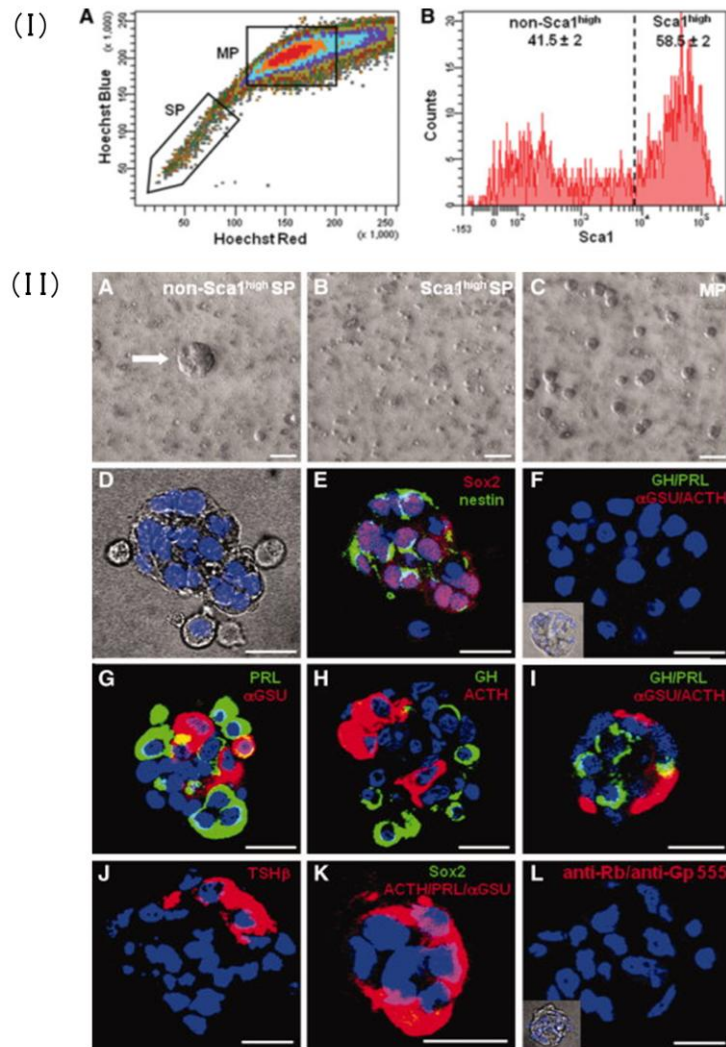 (I)
A
(x 1,000)
Hoechst Blue
50 100 150 200 250
MP
SP
50 100 150 200 250
(x 1,000)
Hoechst Red
B
non-Sca1high Sca1high
41.5 ± 2 58.5 ± 2
Counts
0 5 10 15 20
-153 0 10² 10³ 10⁴ 10⁵
Sca1
(II)
A non-Sca1high SP
B Sca1high SP
C MP
D
E Sox2
nestin
F GH/PRL
αGSU/ACTH
G PRL
αGSU
H GH
ACTH
I GH/PRL
αGSU/ACTH
J TSHβ
K Sox2
ACTH/PRL/αGSU
L anti-Rb/anti-Gp 555